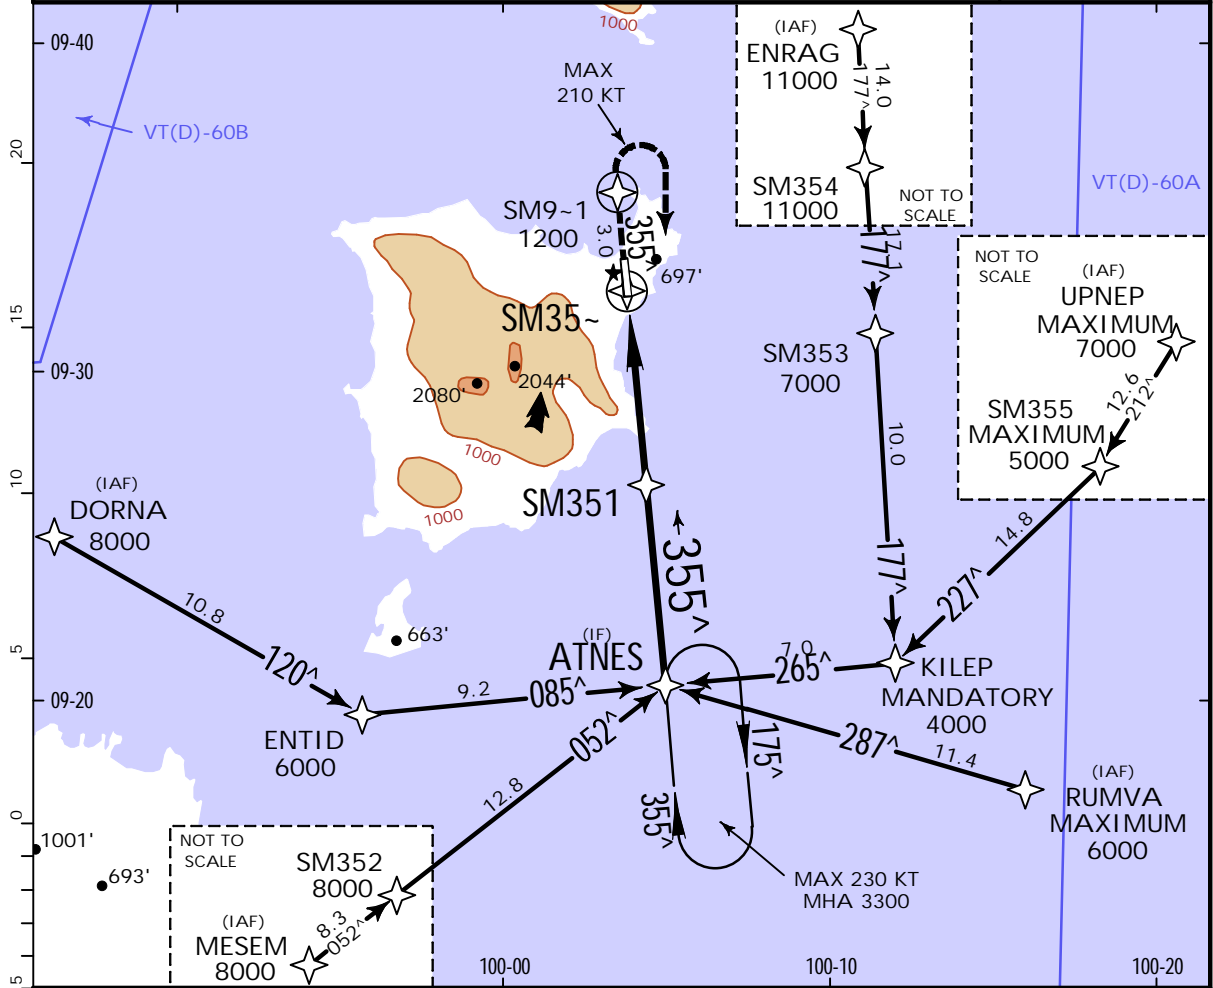 1000
09-40
MAX
210 KT
VT(D)-60B
(IAF)
ENRAG
11000
14.0
177^
SM354
11000
NOT TO
SCALE
VT(D)-60A
20
SM9~1
1200
3.0
355^
697'
177^
17.1
NOT TO
SCALE
(IAF)
UPNEP
MAXIMUM
7000
SM35~
15
09-30
SM353
7000
2080'
2044'
12.6
212^
SM355
MAXIMUM
5000
1000
10.0
10
(IAF)
DORNA
8000
SM351
1000
14.8
355^
177^
227^
10.8
120^
663'
(IF)
ATNES
7.0
265^
KILEP
MANDATORY
4000
5
09-20
9.2
085^
ENTID
6000
052^
175^
287^
11.4
(IAF)
RUMVA
MAXIMUM
6000
12.8
355^
0
1001'
693'
NOT TO
SCALE
SM352
8000
MAX 230 KT
MHA 3300
(IAF)
MESEM
8000
8.3
052^
5
100-00
100-10
100-20